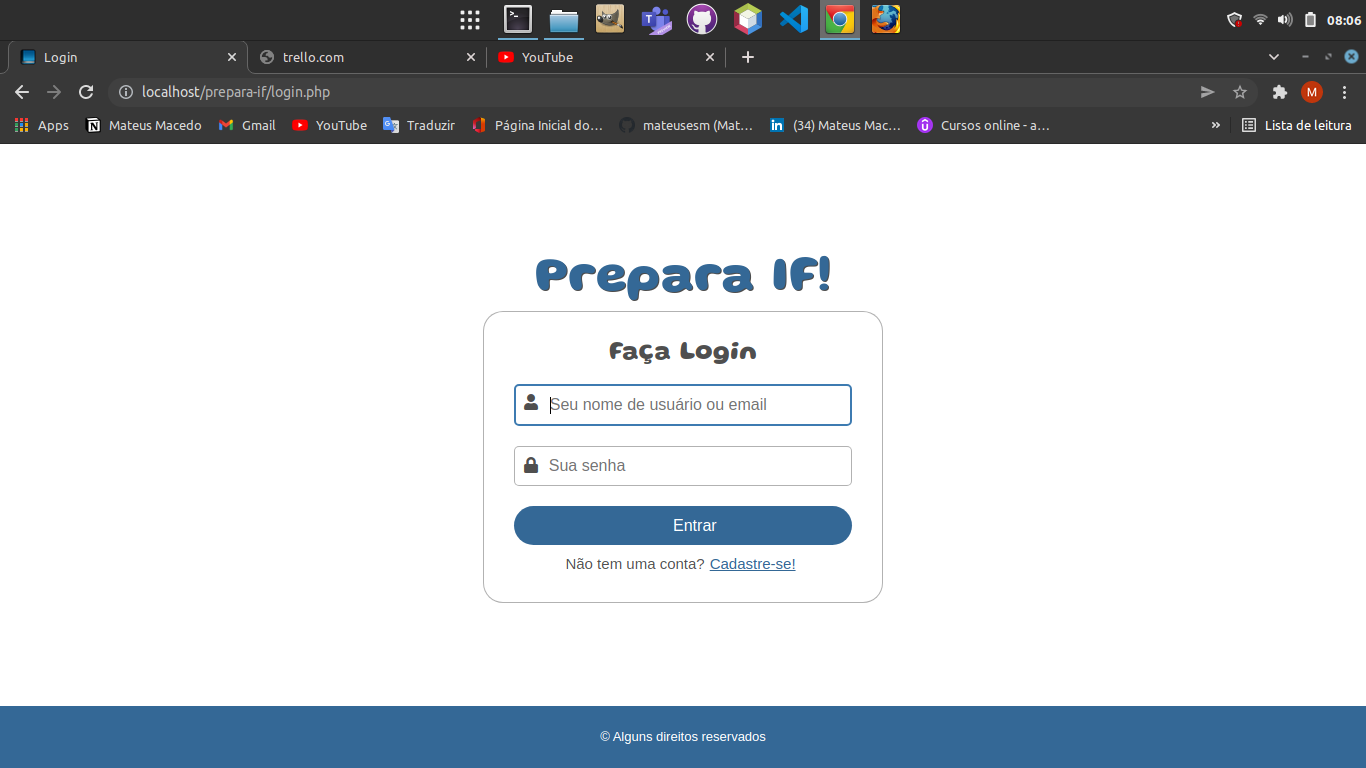 08:06
Login
trello.com
YouTube
localhost/prepara-if/login.php
M
Apps
Mateus Macedo
Gmail
YouTube
Traduzir
Página Inicial do...
mateusesm (Mat...
(34) Mateus Mac...
Cursos online - a...
»
Lista de leitura
Prepara IF!
Faça Login
Seu nome de usuário ou email
Sua senha
Entrar
Não tem uma conta? Cadastre-se!
© Alguns direitos reservados